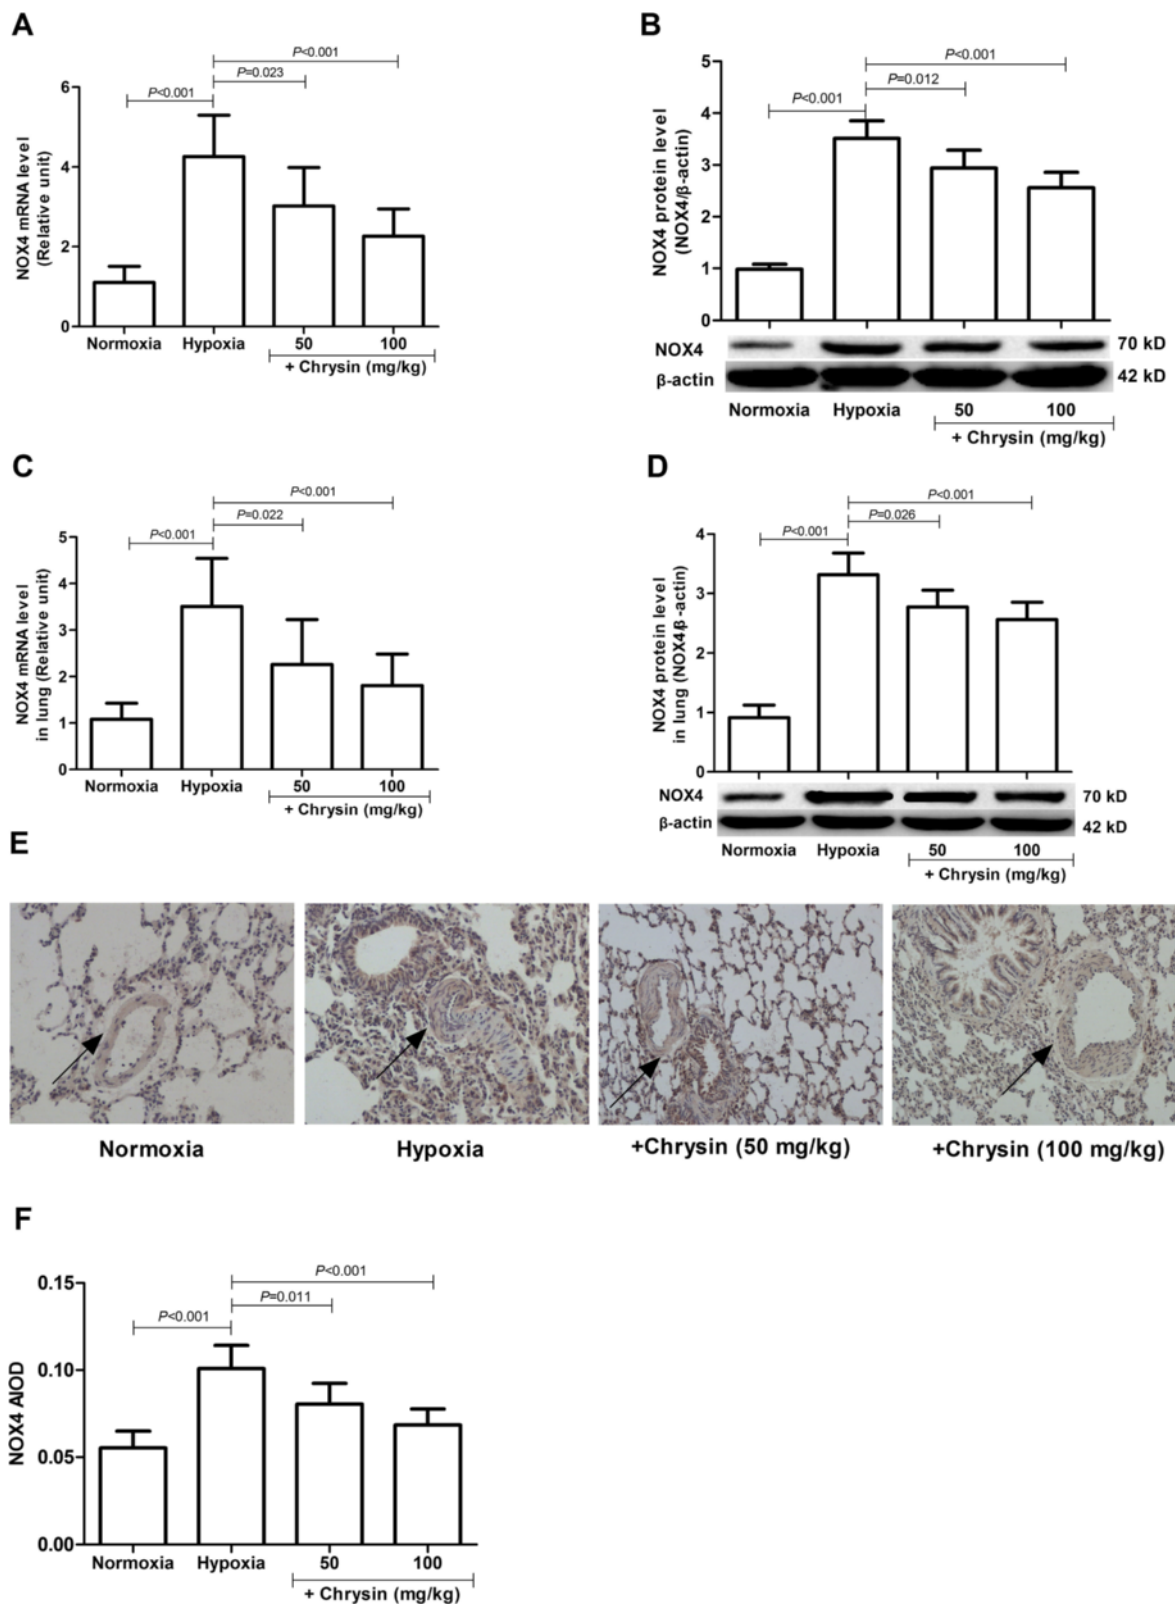 A
P<0.001
P=0.023
P<0.001
NOX4 mRNA level
(Relative unit)
6
4
2
0
Normoxia
Hypoxia
50
100
+ Chrysin (mg/kg)
B
P<0.001
P=0.012
P<0.001
NOX4 protein level
(NOX4/β-actin)
5
4
3
2
1
0
NOX4
70 kD
β-actin
42 kD
Normoxia
Hypoxia
50
100
+ Chrysin (mg/kg)
C
P<0.001
P=0.022
P<0.001
NOX4 mRNA level
in lung (Relative unit)
5
4
3
2
1
0
Normoxia
Hypoxia
50
100
+ Chrysin (mg/kg)
D
P<0.001
P=0.026
P<0.001
NOX4 protein level
in lung (NOX4/β-actin)
4
3
2
1
0
NOX4
70 kD
β-actin
42 kD
Normoxia
Hypoxia
50
100
+ Chrysin (mg/kg)
E
Normoxia
Hypoxia
+Chrysin (50 mg/kg)
+Chrysin (100 mg/kg)
F
P<0.001
P=0.011
P<0.001
NOX4 AIOD
0.15
0.10
0.05
0.00
Normoxia
Hypoxia
50
100
+ Chrysin (mg/kg)